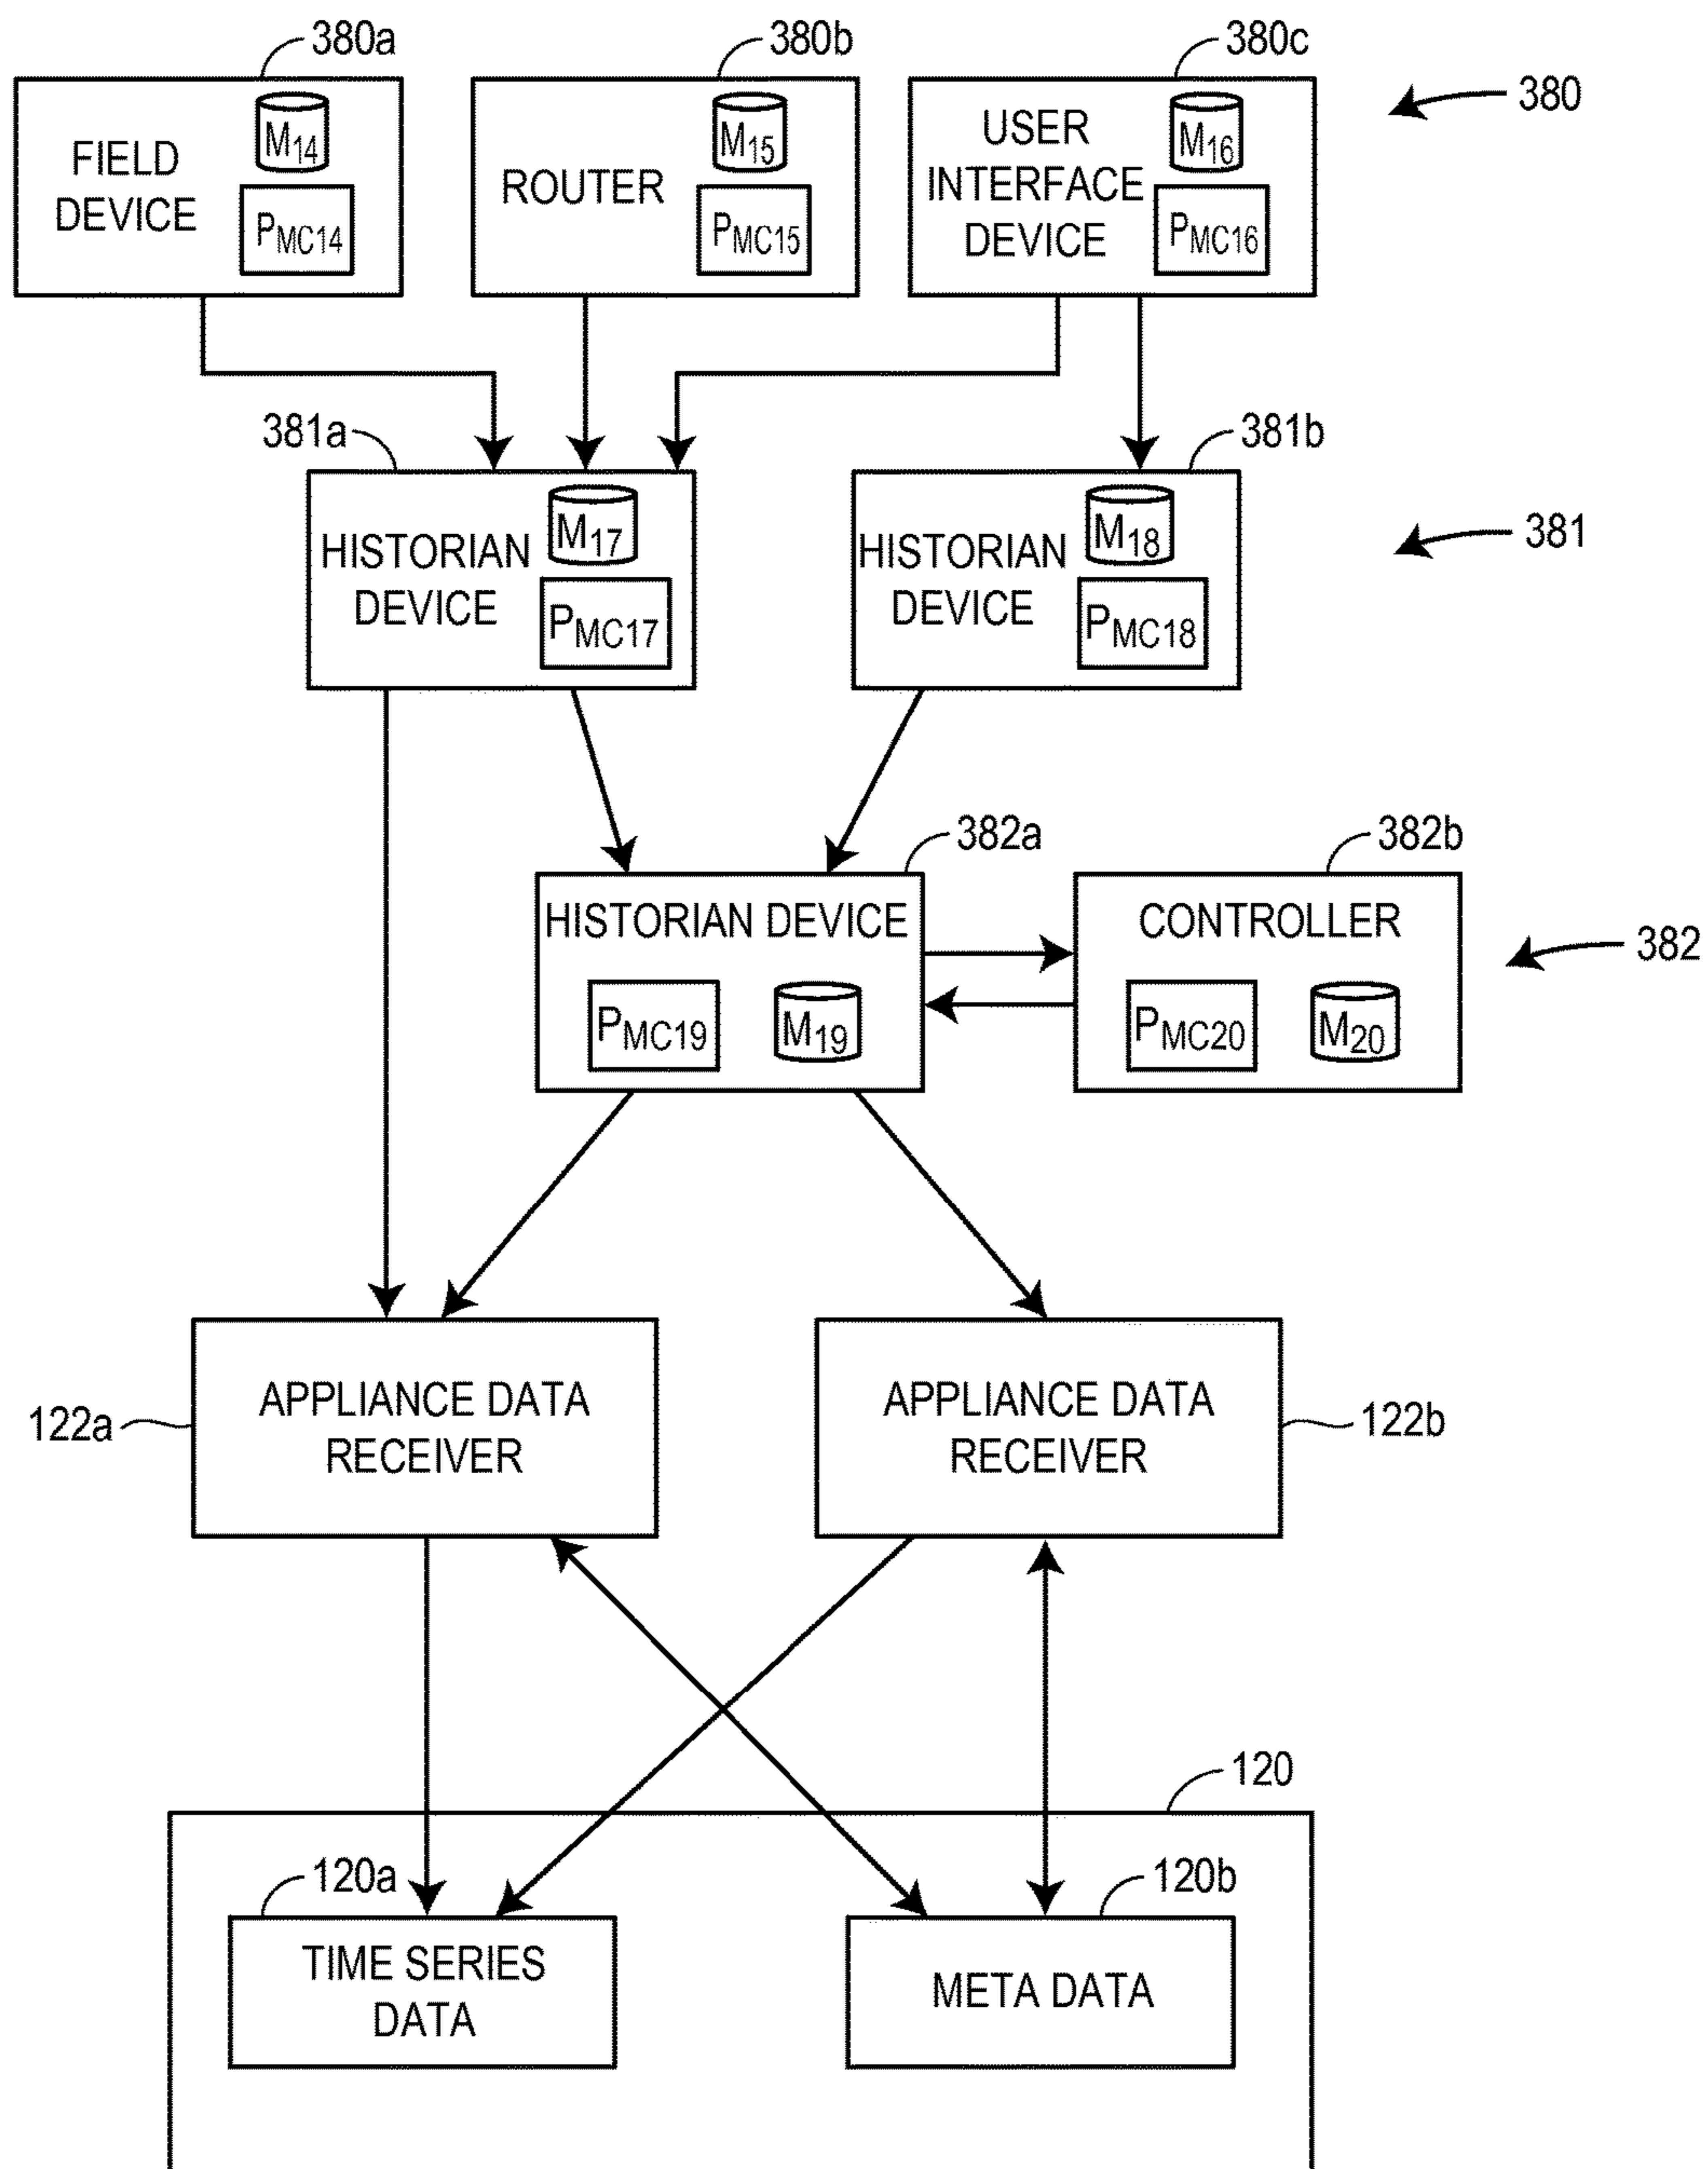 380a
380b
380c
380
FIELD
DEVICE
M14
PMC14
ROUTER
M15
PMC15
USER
INTERFACE
DEVICE
M16
PMC16
381a
381b
381
HISTORIAN
DEVICE
M17
PMC17
HISTORIAN
DEVICE
M18
PMC18
382a
382b
382
HISTORIAN DEVICE
PMC19
M19
CONTROLLER
PMC20
M20
122a
APPLIANCE DATA
RECEIVER
APPLIANCE DATA
RECEIVER
122b
120
120a
120b
TIME SERIES
DATA
META DATA